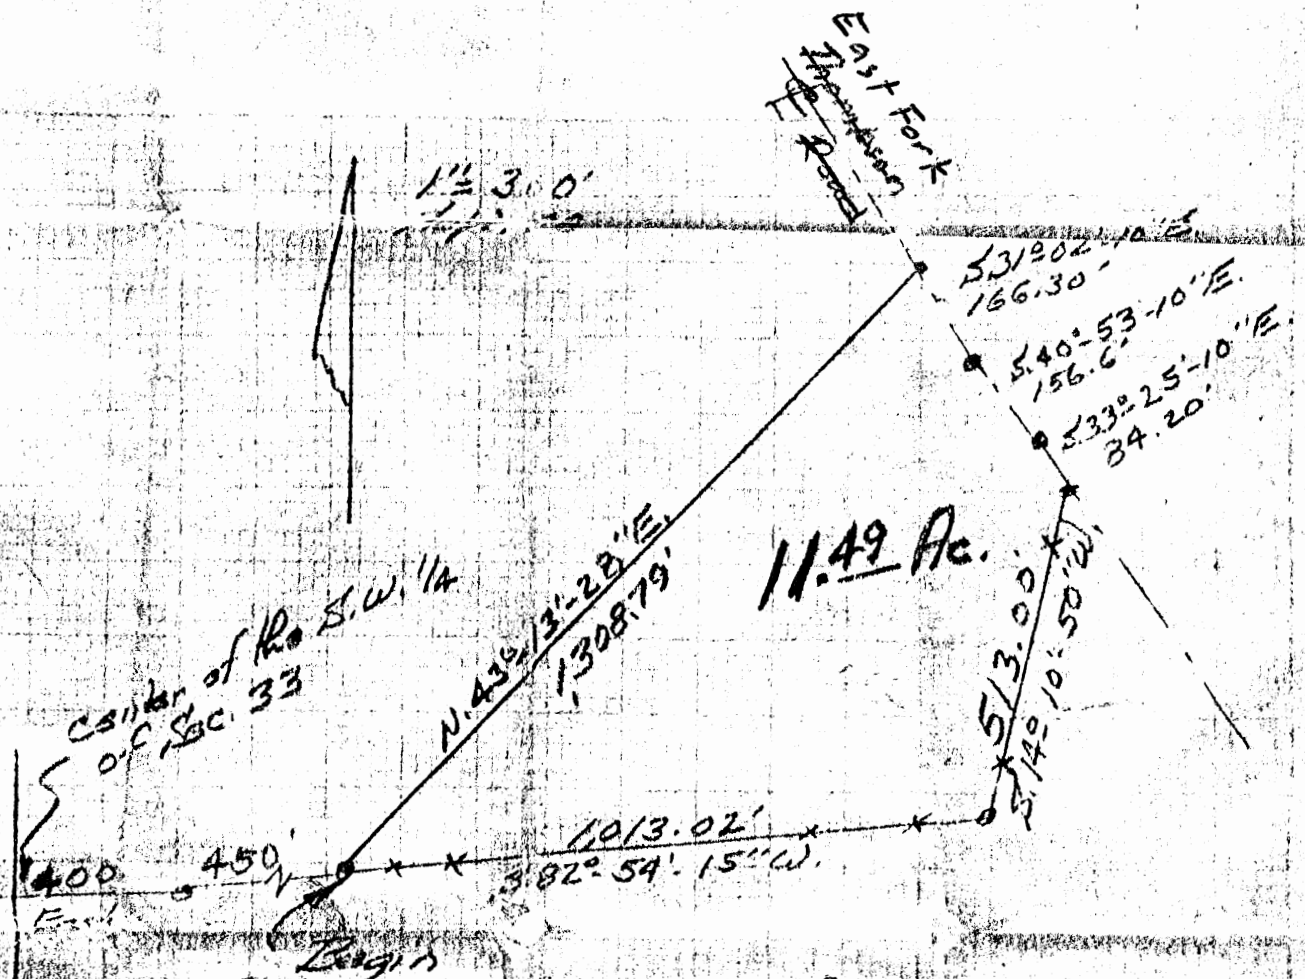 East Fork
Thompson
Road
S.31°-02'-10"E.
166.30'
S.40°-53-10"E.
156.6'
S.33°-25'-10"E.
84.20'
11.49 Ac.
N.43°-13'-28"E.
1308.79'
Center of the S.W. 1/4
of Sec. 33
513.00'
S.14°-10'-50"W.
1,013.02'
S.82°-54'-15"W.
400
450'
Begin